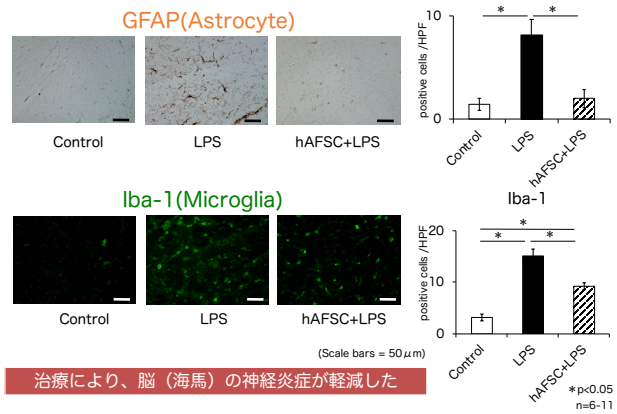 GFAP(Astrocyte)
Control
LPS
hAFSC+LPS
positive cells /HPF
10
5
0
*
*
Control
LPS
hAFSC+LPS
Iba-1(Microglia)
Control
LPS
hAFSC+LPS
(Scale bars = 50μm)
Iba-1
positive cells /HPF
20
10
0
*
*
*
Control
LPS
hAFSC+LPS
治療により、脳（海馬）の神経炎症が軽減した
*p<0.05
n=6-11